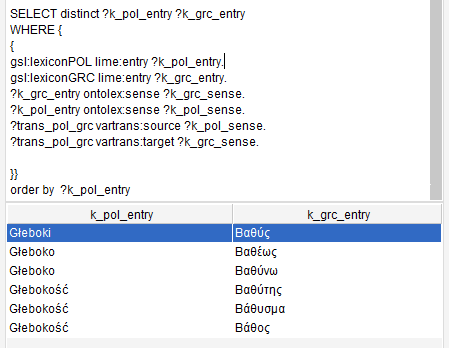 SELECT distinct ?k_pol_entry ?k_grc_entry
WHERE {
{
gsl:lexiconPOL lime:entry ?k_pol_entry.
gsl:lexiconGRC lime:entry ?k_grc_entry.
?k_grc_entry ontolex:sense ?k_grc_sense.
?k_pol_entry ontolex:sense ?k_pol_sense.
?trans_pol_grc vartrans:source ?k_pol_sense.
?trans_pol_grc vartrans:target ?k_grc_sense.
}}
order by ?k_pol_entry
k_pol_entry k_grc_entry
Głeboki Βαθύς
Głeboko Βαθέως
Głeboko Βαθύνω
Głebokość Βαθύτης
Głebokość Βάθυσμα
Głebokość Βάθος